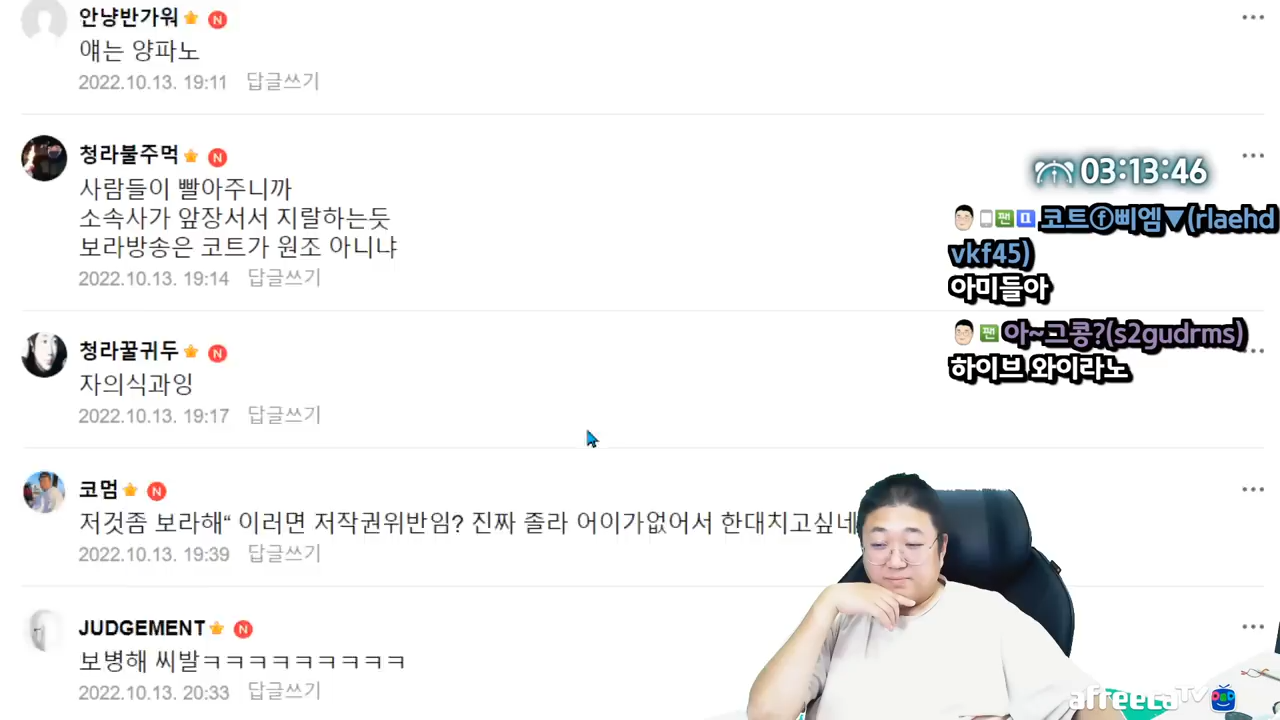 안냥반가워 N
얘는 양파노
2022.10.13. 19:11 답글쓰기
청라불주먹 N
사람들이 빨아주니까
소속사가 앞장서서 지랄하는듯
보라방송은 코트가 원조 아니냐
2022.10.13. 19:14 답글쓰기
청라꿀귀두 N
자의식과잉
2022.10.13. 19:17 답글쓰기
코멈 N
저것좀 보라해“ 이러면 저작권위반임? 진짜 졸라 어이가없어서 한대치고싶네
2022.10.13. 19:39 답글쓰기
JUDGEMENT N
보병해 씨발ㅋㅋㅋㅋㅋㅋㅋㅋㅋ
2022.10.13. 20:33 답글쓰기
03:13:46
팬 코트ⓕ삐엠▼(rlaehd
vkf45)
아미들아
팬 아~그콩?(s2gudrms)
하이브 와이라노
afreecaTV